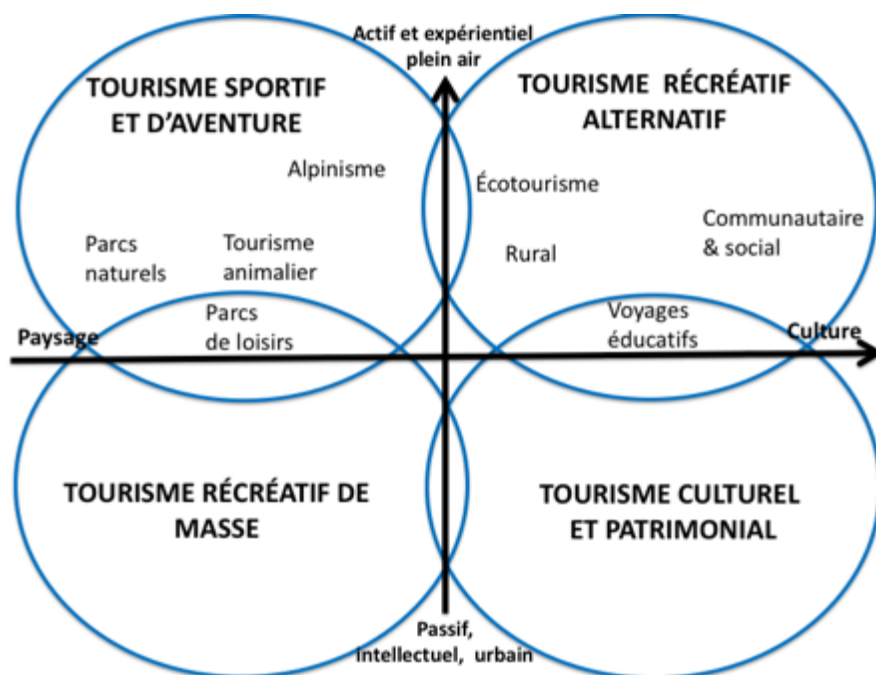 Actif et expérientiel
plein air
TOURISME SPORTIF
ET D'AVENTURE
TOURISME RÉCRÉATIF
ALTERNATIF
Alpinisme
Écotourisme
Communautaire
& social
Parcs
naturels
Tourisme
animalier
Rural
Parcs
de loisirs
Voyages
éducatifs
Paysage
Culture
TOURISME RÉCRÉATIF DE
MASSE
TOURISME CULTUREL
ET PATRIMONIAL
Passif,
intellectuel, urbain